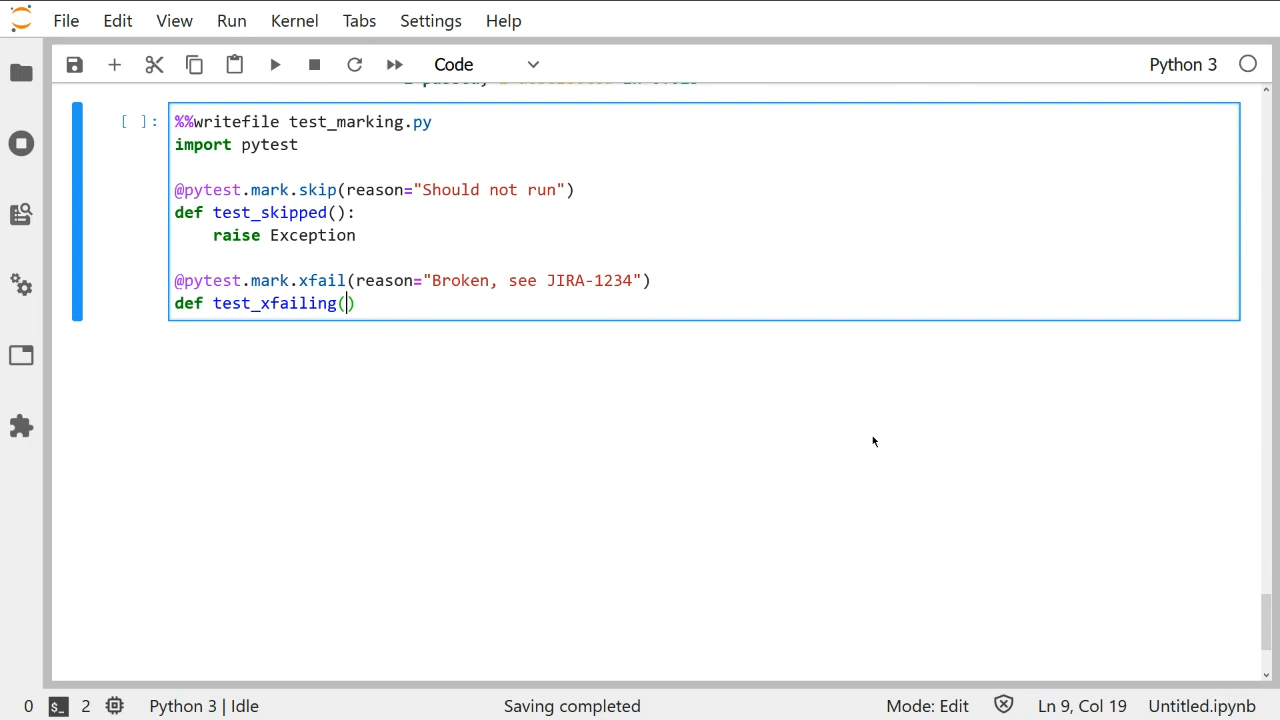 File Edit View Run Kernel Tabs Settings Help
Code
Python 3
[ ]:
%%writefile test_marking.py
import pytest
@pytest.mark.skip(reason="Should not run")
def test_skipped():
raise Exception
@pytest.mark.xfail(reason="Broken, see JIRA-1234")
def test_xfailing()
0 $_ 2 Python 3 | Idle Saving completed Mode: Edit Ln 9, Col 19 Untitled.ipynb